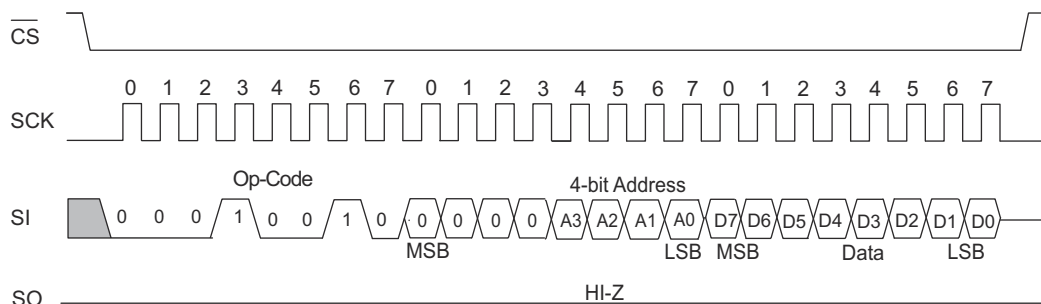 CS
0 1 2 3 4 5 6 7 0 1 2 3 4 5 6 7 0 1 2 3 4 5 6 7
SCK
Op-Code 4-bit Address
SI 0 0 0 1 0 0 1 0 0 0 0 0 A3 A2 A1 A0 D7 D6 D5 D4 D3 D2 D1 D0
MSB LSB MSB Data LSB
HI-Z
SO